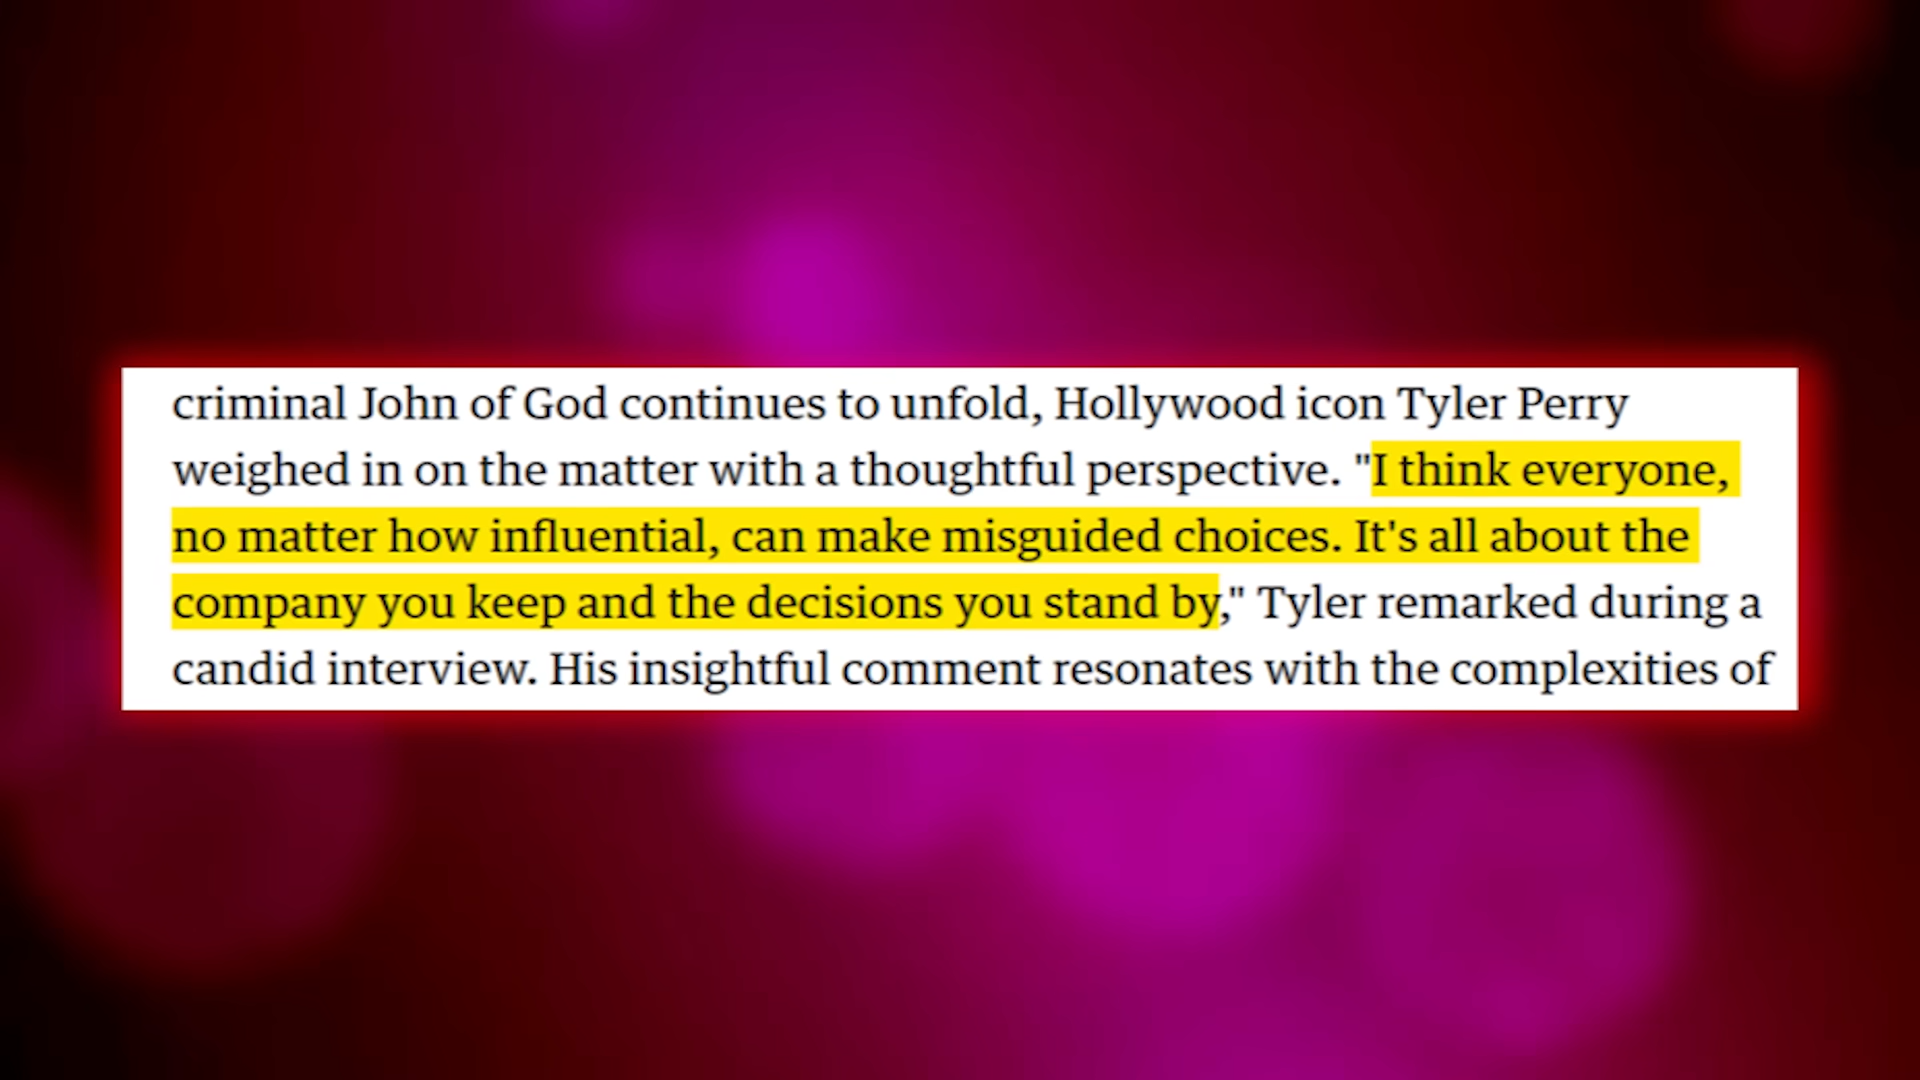 criminal John of God continues to unfold, Hollywood icon Tyler Perry
weighed in on the matter with a thoughtful perspective. "I think everyone,
no matter how influential, can make misguided choices. It's all about the
company you keep and the decisions you stand by," Tyler remarked during a
candid interview. His insightful comment resonates with the complexities of